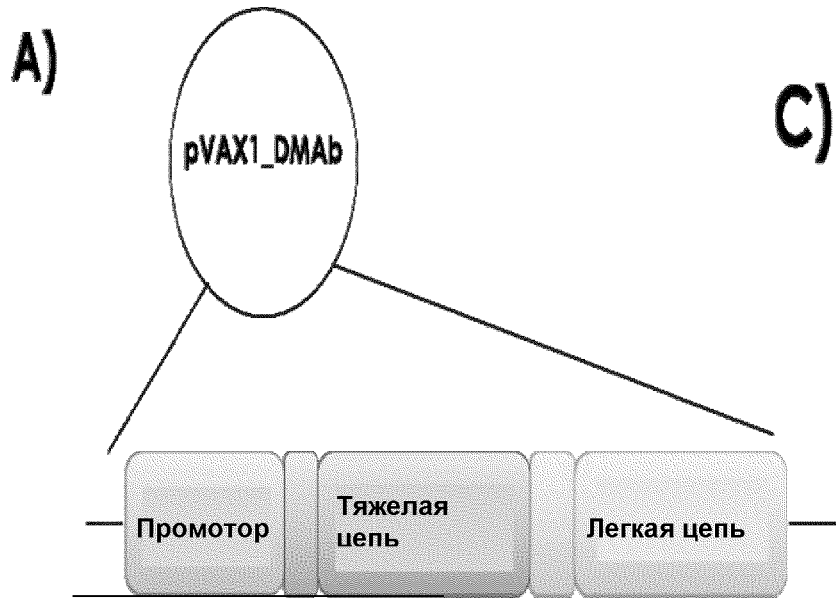 A)
pVAX1_DMAb
C)
Промотор
Тяжелая
цепь
Легкая цепь